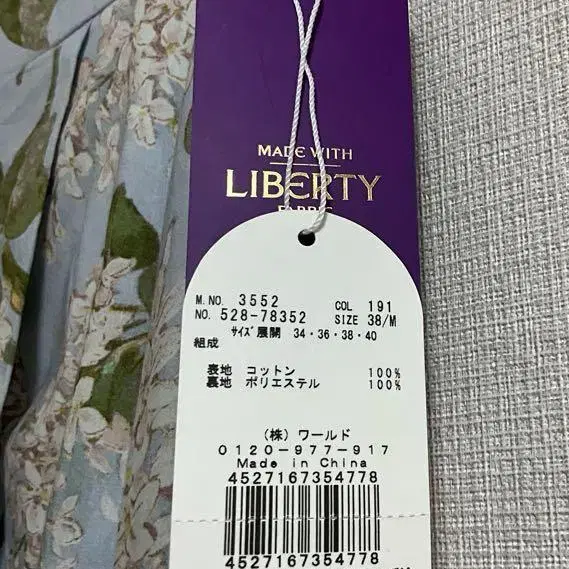 MADE WITH
LIBERTY
FABRIC
M.NO. 3552 COL 191
NO. 528-78352 SIZE 38/M
ｻｲｽﾞ展開 34・36・38・40
組成
表地 コットン 100%
裏地 ポリエステル 100%
(株) ワールド
0120-977-917
Made in China
4527167354778
4527167354778